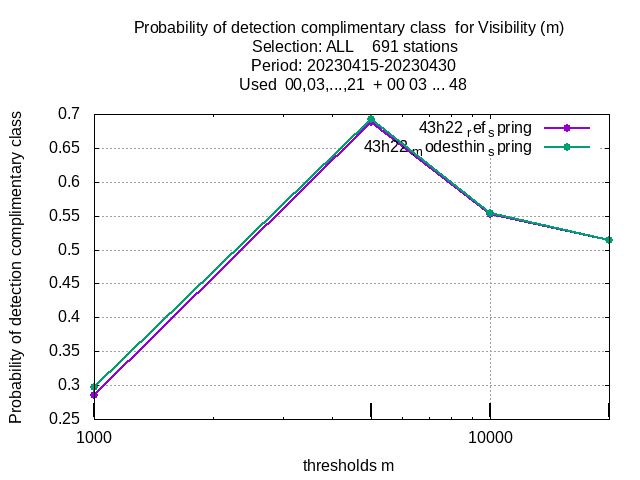 Probability of detection complimentary class  for Visibility (m)
Selection: ALL    691 stations
Period: 20230415-20230430
Used  00,03,...,21  + 00 03 ... 48
Probability of detection complimentary class
0.7
0.65
0.6
0.55
0.5
0.45
0.4
0.35
0.3
0.25
43h22 ref spring
43h22 modesthin spring
1000
10000
thresholds m